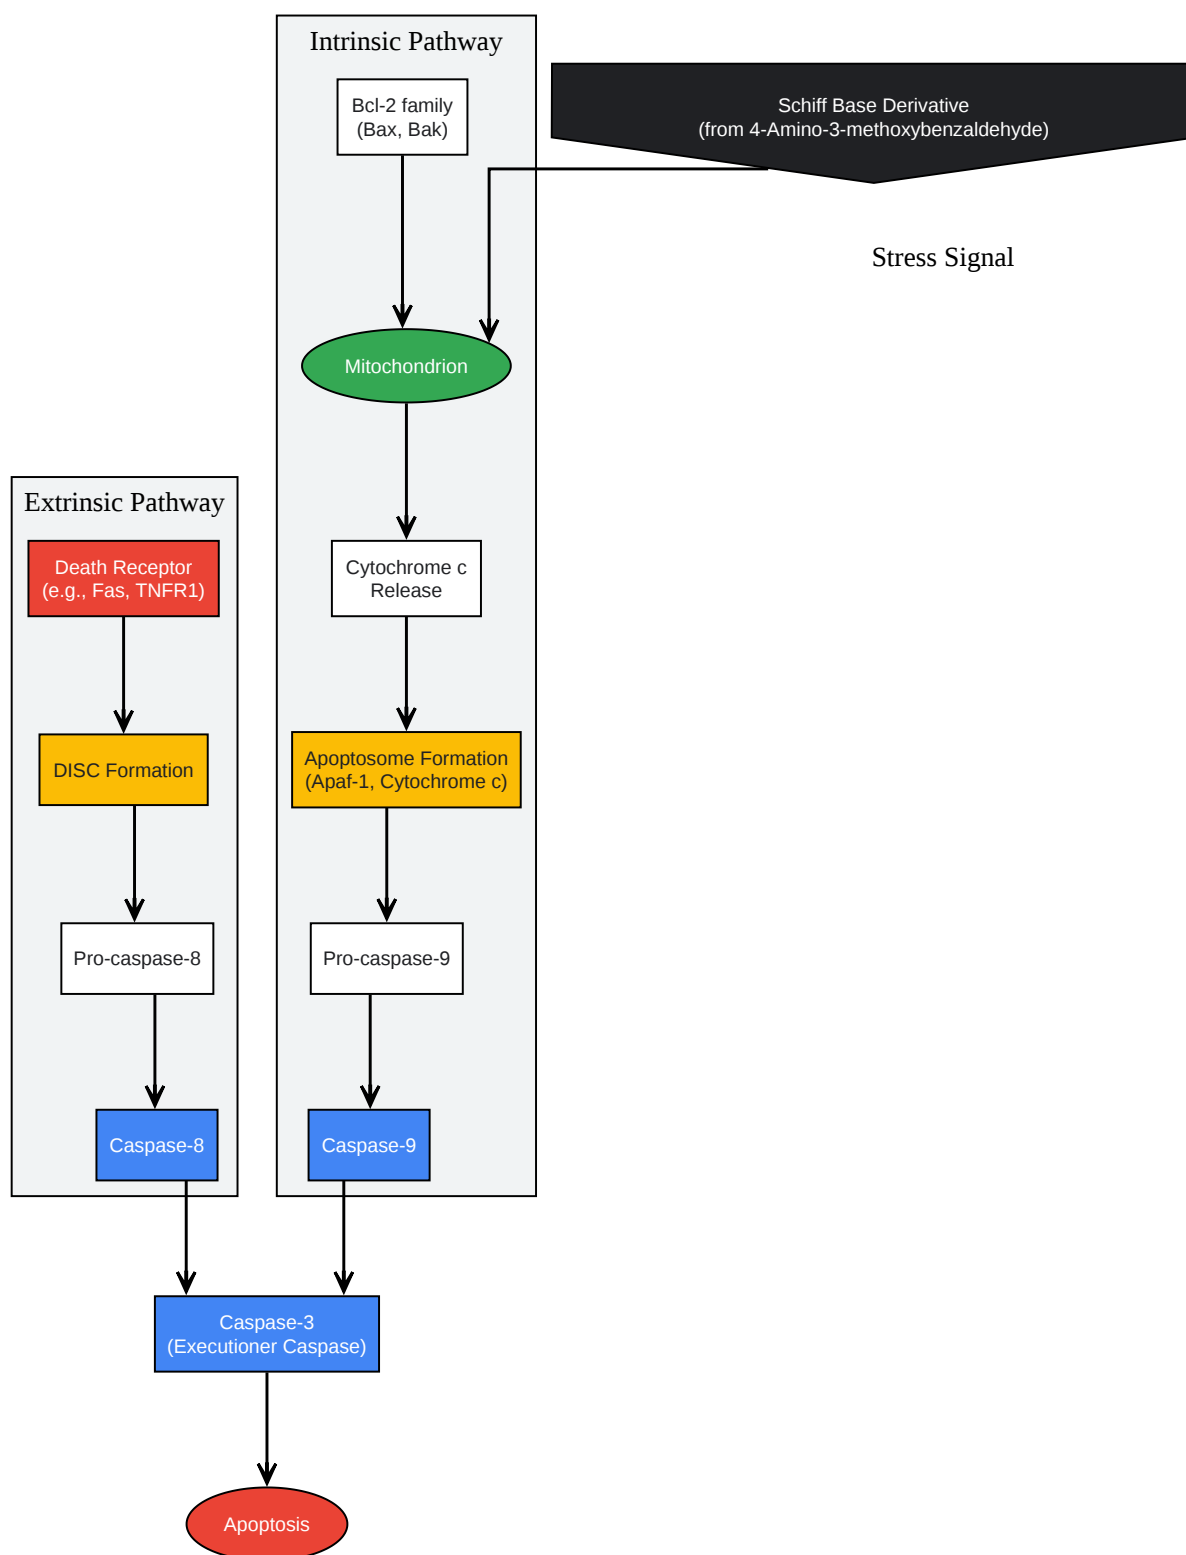 Intrinsic Pathway
Bcl-2 family
(Bax, Bak)
Schiff Base Derivative
(from 4-Amino-3-methoxybenzaldehyde)
Stress Signal
Mitochondrion
Extrinsic Pathway
Death Receptor
(e.g., Fas, TNFR1)
Cytochrome c
Release
DISC Formation
Apoptosome Formation
(Apaf-1, Cytochrome c)
Pro-caspase-8
Pro-caspase-9
Caspase-8
Caspase-9
Caspase-3
(Executioner Caspase)
Apoptosis